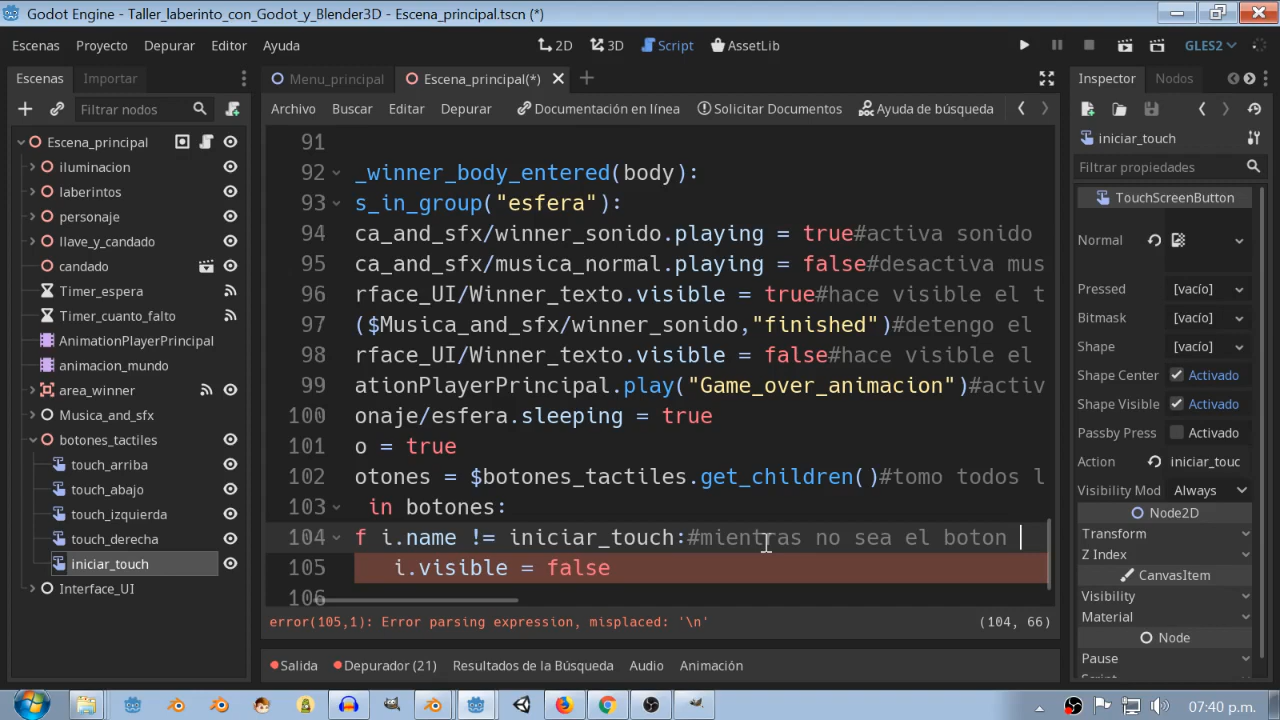 Godot Engine - Taller_laberinto_con_Godot_y_Blender3D - Escena_principal.tscn (*)
Escenas Proyecto Depurar Editor Ayuda 2D 3D Script AssetLib GLES2
Escenas Importar Menu_principal Escena_principal(*) Inspector Nodos
Filtrar nodos Archivo Buscar Editar Depurar Documentación en línea Solicitar Documentos Ayuda de búsqueda
Escena_principal
iluminacion
laberintos
personaje
llave_y_candado
candado
Timer_espera
Timer_cuanto_falto
AnimationPlayerPrincipal
animacion_mundo
area_winner
Musica_and_sfx
botones_tactiles
touch_arriba
touch_abajo
touch_izquierda
touch_derecha
iniciar_touch
Interface_UI
91
92 _winner_body_entered(body):
93 s_in_group("esfera"):
94 ca_and_sfx/winner_sonido.playing = true#activa sonido
95 ca_and_sfx/musica_normal.playing = false#desactiva mus
96 rface_UI/Winner_texto.visible = true#hace visible el t
97 ($Musica_and_sfx/winner_sonido,"finished")#detengo el
98 rface_UI/Winner_texto.visible = false#hace visible el
99 ationPlayerPrincipal.play("Game_over_animacion")#activ
100 onaje/esfera.sleeping = true
101 o = true
102 otones = $botones_tactiles.get_children()#tomo todos l
103 in botones:
104 f i.name != iniciar_touch:#mientras no sea el boton
105 i.visible = false
106
error(105,1): Error parsing expression, misplaced: '\n' (104, 66)
Salida Depurador (21) Resultados de la Búsqueda Audio Animación
iniciar_touch
Filtrar propiedades
TouchScreenButton
Normal
Pressed [vacío]
Bitmask [vacío]
Shape [vacío]
Shape Center Activado
Shape Visible Activado
Passby Press Activado
Action iniciar_touc
Visibility Mod Always
Node2D
Transform
Z Index
CanvasItem
Visibility
Material
Node
Pause
Script
07:40 p.m.